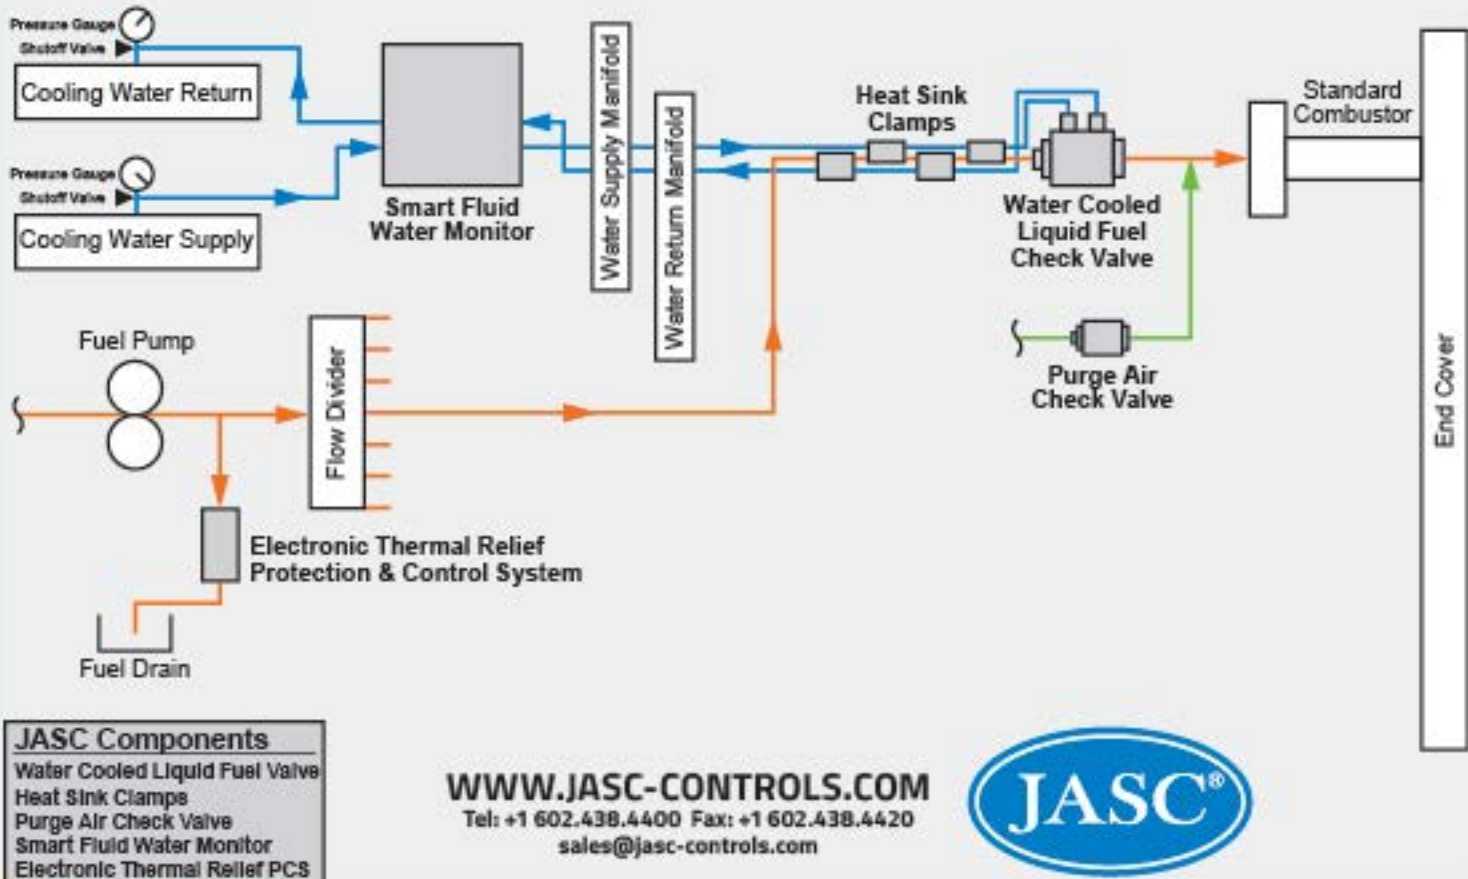 Pressure Gauge
Shutoff Valve
Cooling Water Return
Pressure Gauge
Shutoff Valve
Cooling Water Supply
Smart Fluid
Water Monitor
Water Supply Manifold
Water Return Manifold
Heat Sink
Clamps
Water Cooled
Liquid Fuel
Check Valve
Standard
Combustor
Purge Air
Check Valve
End Cover
Fuel Pump
Flow Divider
Electronic Thermal Relief
Protection & Control System
Fuel Drain
JASC Components
Water Cooled Liquid Fuel Valve
Heat Sink Clamps
Purge Air Check Valve
Smart Fluid Water Monitor
Electronic Thermal Relief PCS
WWW.JASC-CONTROLS.COM
Tel: +1 602.438.4400 Fax: +1 602.438.4420
sales@jasc-controls.com
JASC®